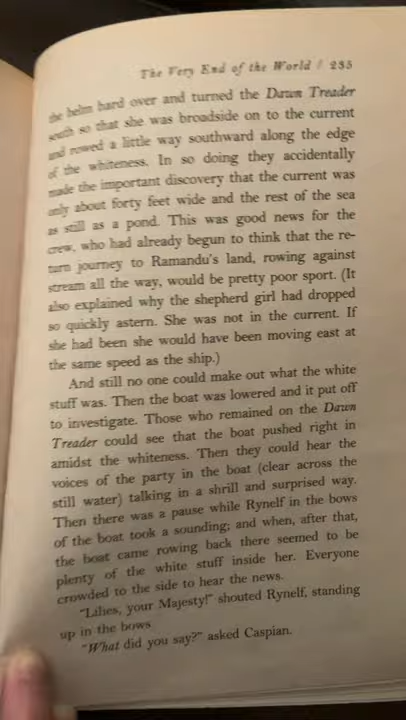 The Very End of the World / 235
the helm hard over and turned the Dawn Treader
south so that she was broadside on to the current
and rowed a little way southward along the edge
of the whiteness. In so doing they accidentally
made the important discovery that the current was
only about forty feet wide and the rest of the sea
as still as a pond. This was good news for the
crew, who had already begun to think that the re-
turn journey to Ramandu's land, rowing against
stream all the way, would be pretty poor sport. (It
also explained why the shepherd girl had dropped
so quickly astern. She was not in the current. If
she had been she would have been moving east at
the same speed as the ship.)
And still no one could make out what the white
stuff was. Then the boat was lowered and it put off
to investigate. Those who remained on the Dawn
Treader could see that the boat pushed right in
amidst the whiteness. Then they could hear the
voices of the party in the boat (clear across the
still water) talking in a shrill and surprised way.
Then there was a pause while Rynelf in the bows
of the boat took a sounding; and when, after that,
the boat came rowing back there seemed to be
plenty of the white stuff inside her. Everyone
crowded to the side to hear the news.
"Lilies, your Majesty!" shouted Rynelf, standing
up in the bows
"What did you say?" asked Caspian.